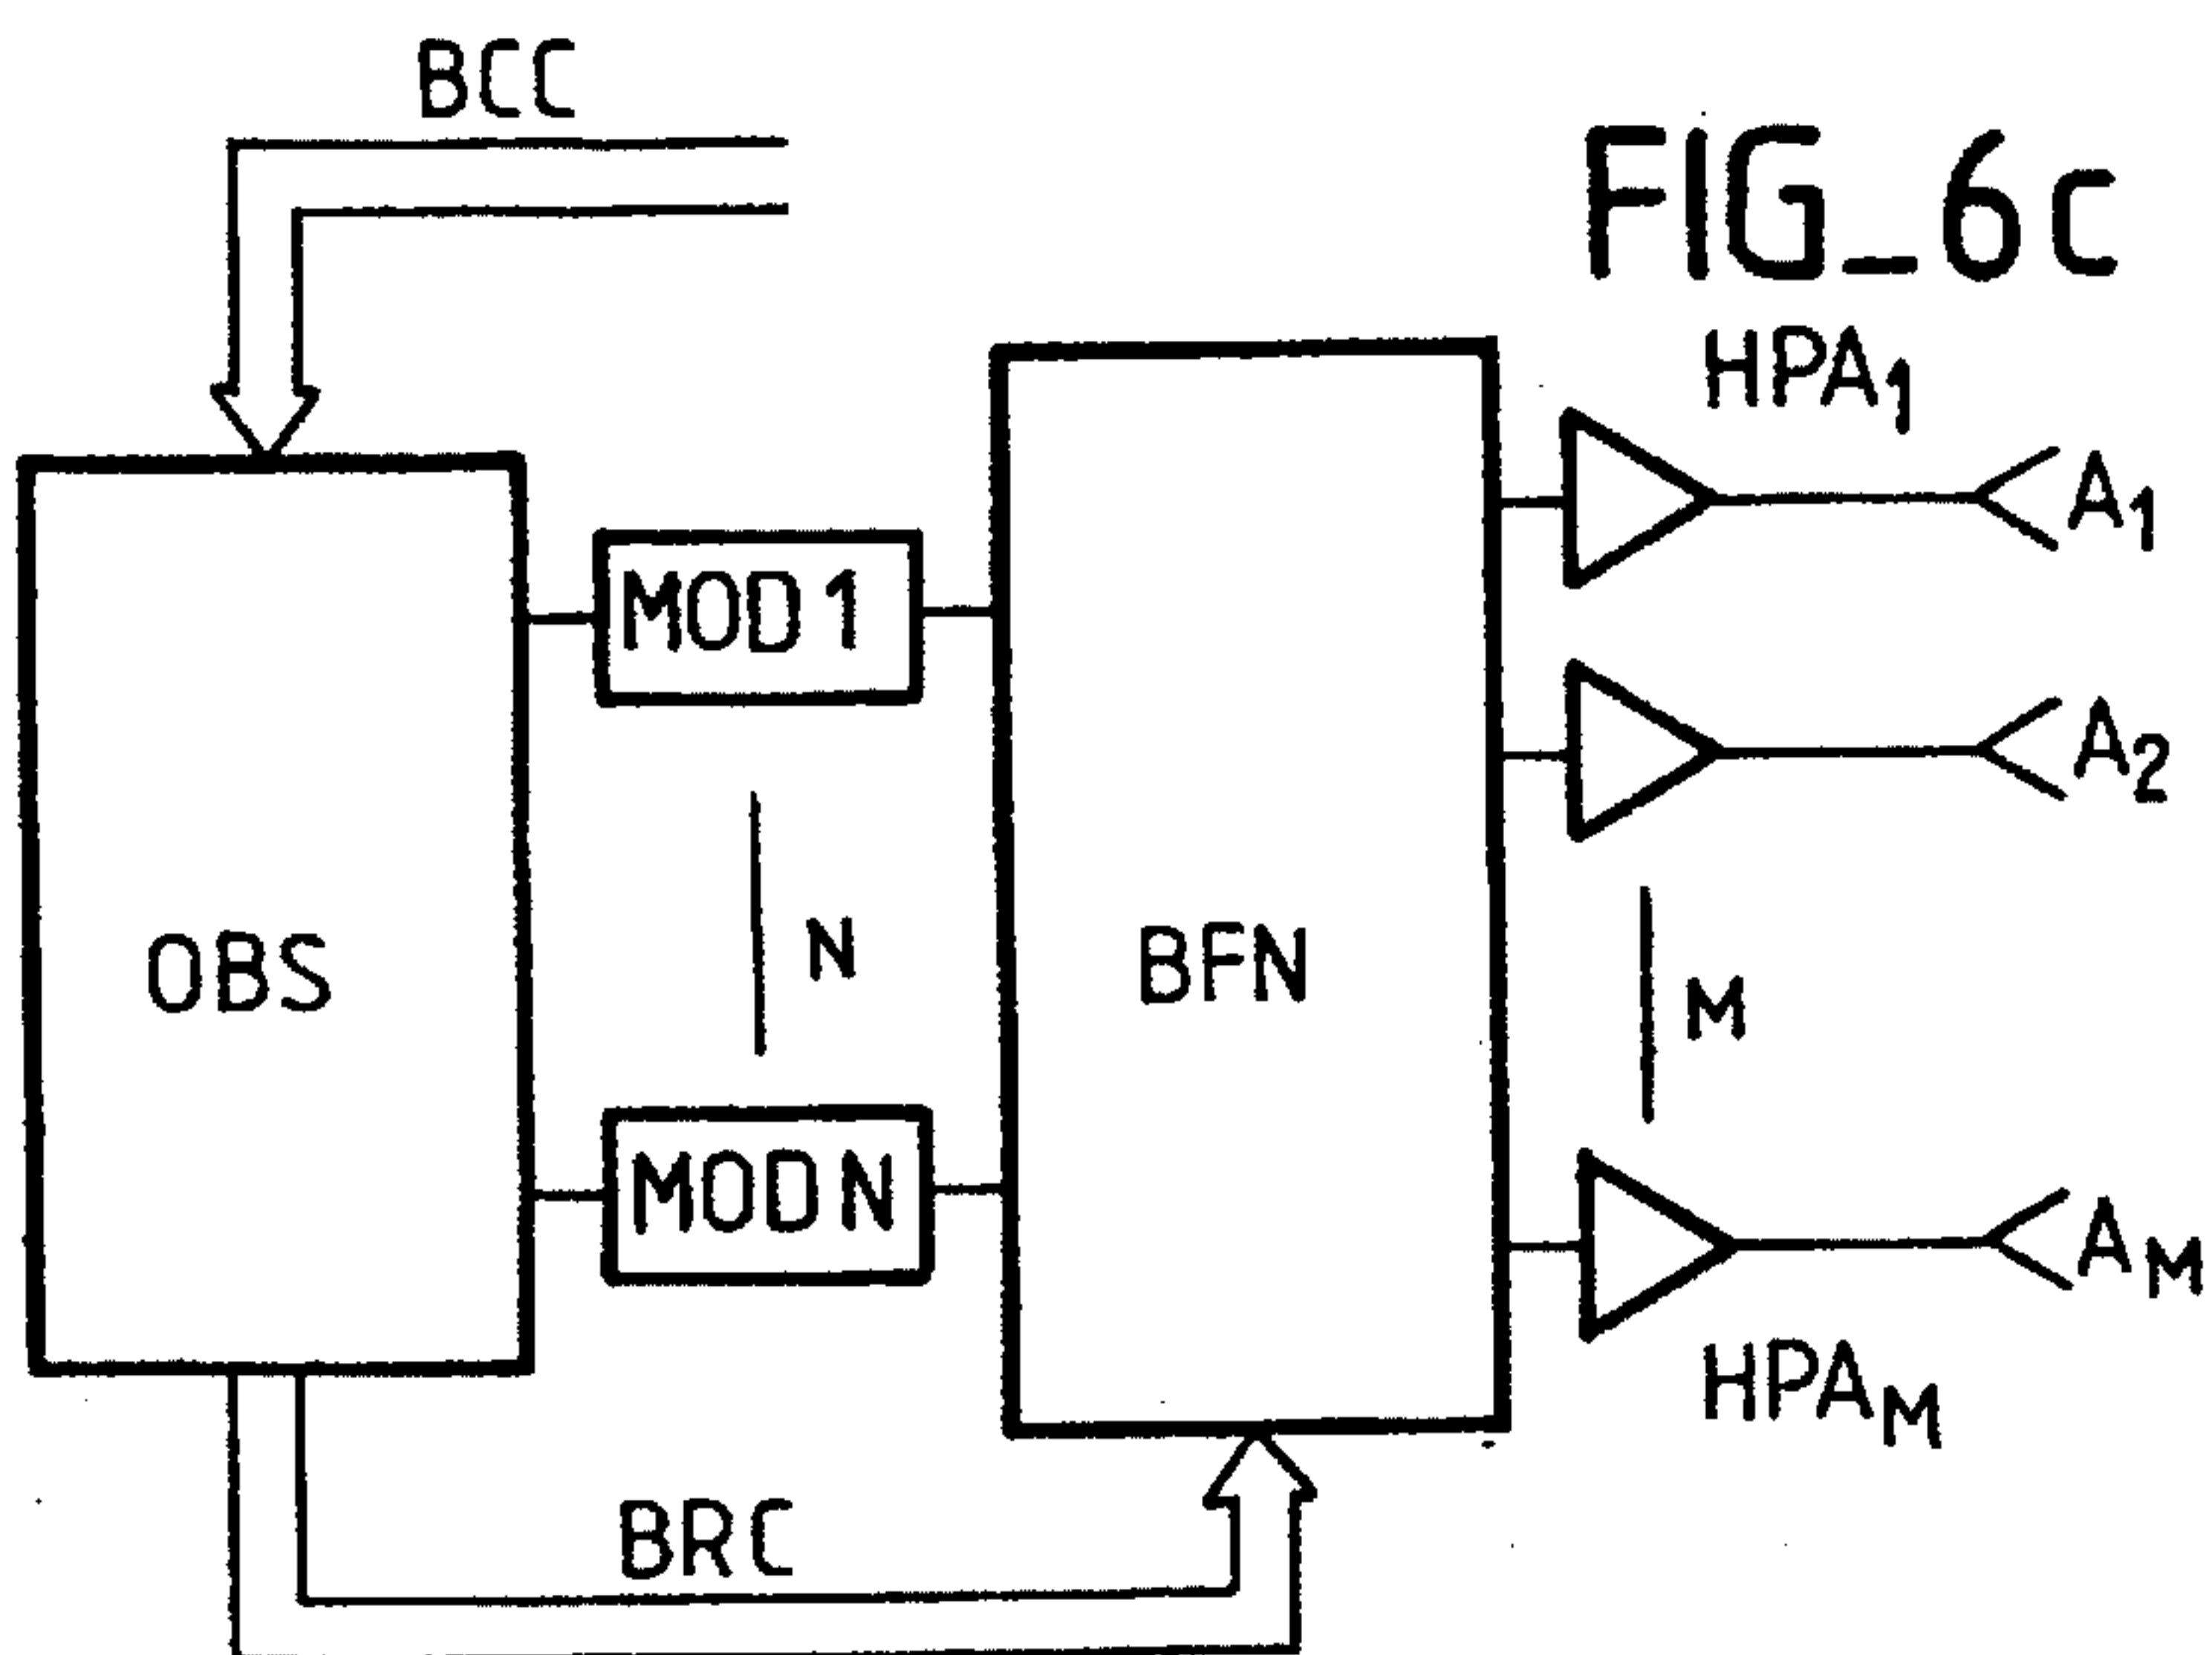 BCC
FIG_6c
HPA1
A1
MOD 1
A2
N
OBS
BFN
M
MOD N
AM
HPAM
BRC